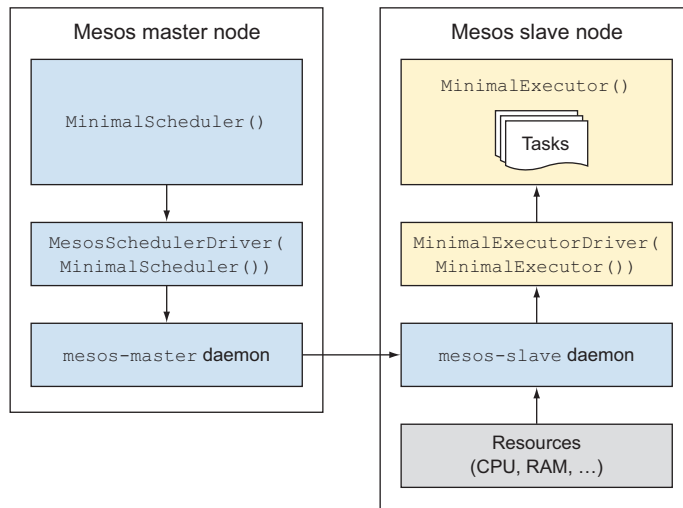 Mesos master node
MinimalScheduler()
MesosSchedulerDriver(
MinimalScheduler())
mesos-master daemon
Mesos slave node
MinimalExecutor()
Tasks
MinimalExecutorDriver(
MinimalExecutor())
mesos-slave daemon
Resources
(CPU, RAM, …)